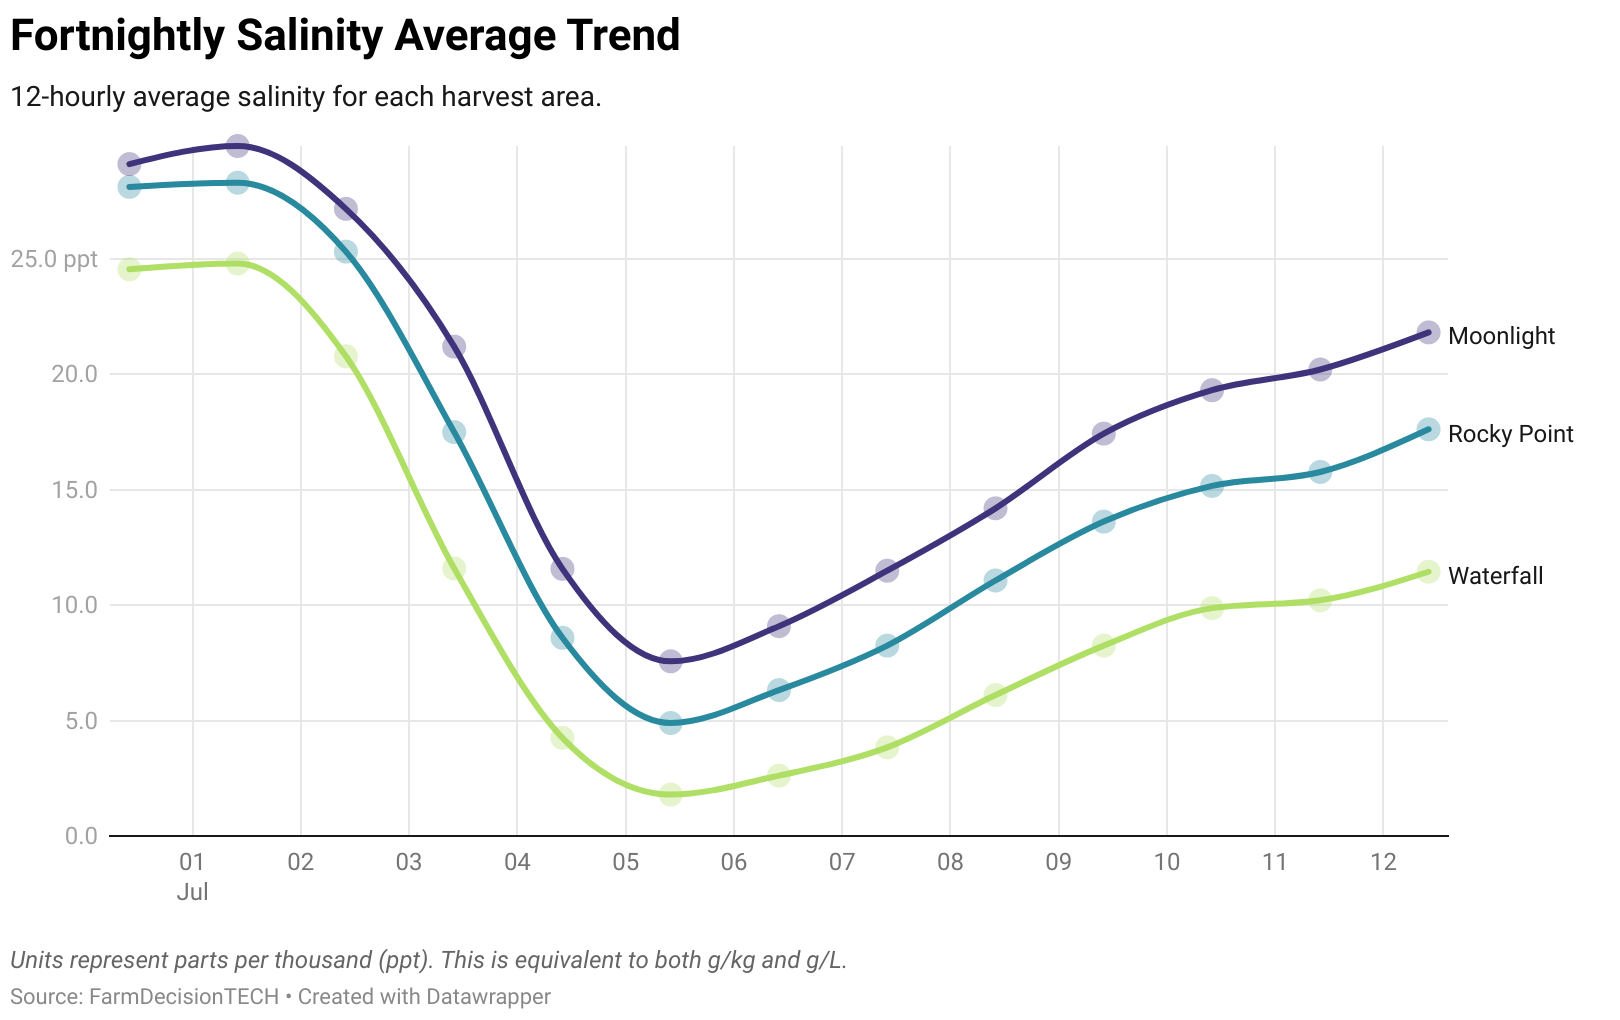 Fortnightly Salinity Average Trend
12-hourly average salinity for each harvest area.
25.0 ppt
20.0
15.0
10.0
5.0
0.0
Moonlight
Rocky Point
Waterfall
01 02 03 04 05 06 07 08 09 10 11 12
Jul
Units represent parts per thousand (ppt). This is equivalent to both g/kg and g/L.
Source: FarmDecisionTECH • Created with Datawrapper